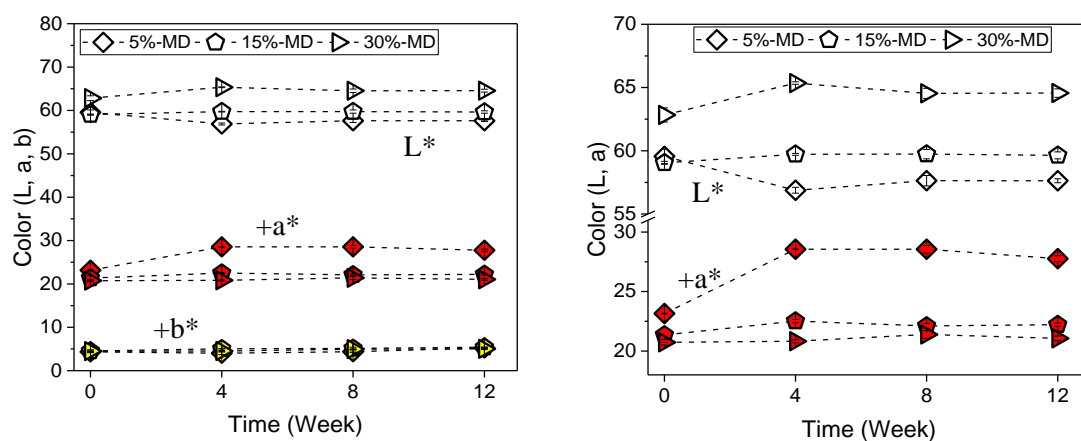 80
70
60
50
40
30
20
10
5
0
Color (L, a, b)
5%-MD 15%-MD 30%-MD
L*
+a*
+b*
0 4 8 12
Time (Week)
70
65
60
55
30
25
20
Color (L, a)
5%-MD 15%-MD 30%-MD
L*
+a*
0 4 8 12
Time (Week)